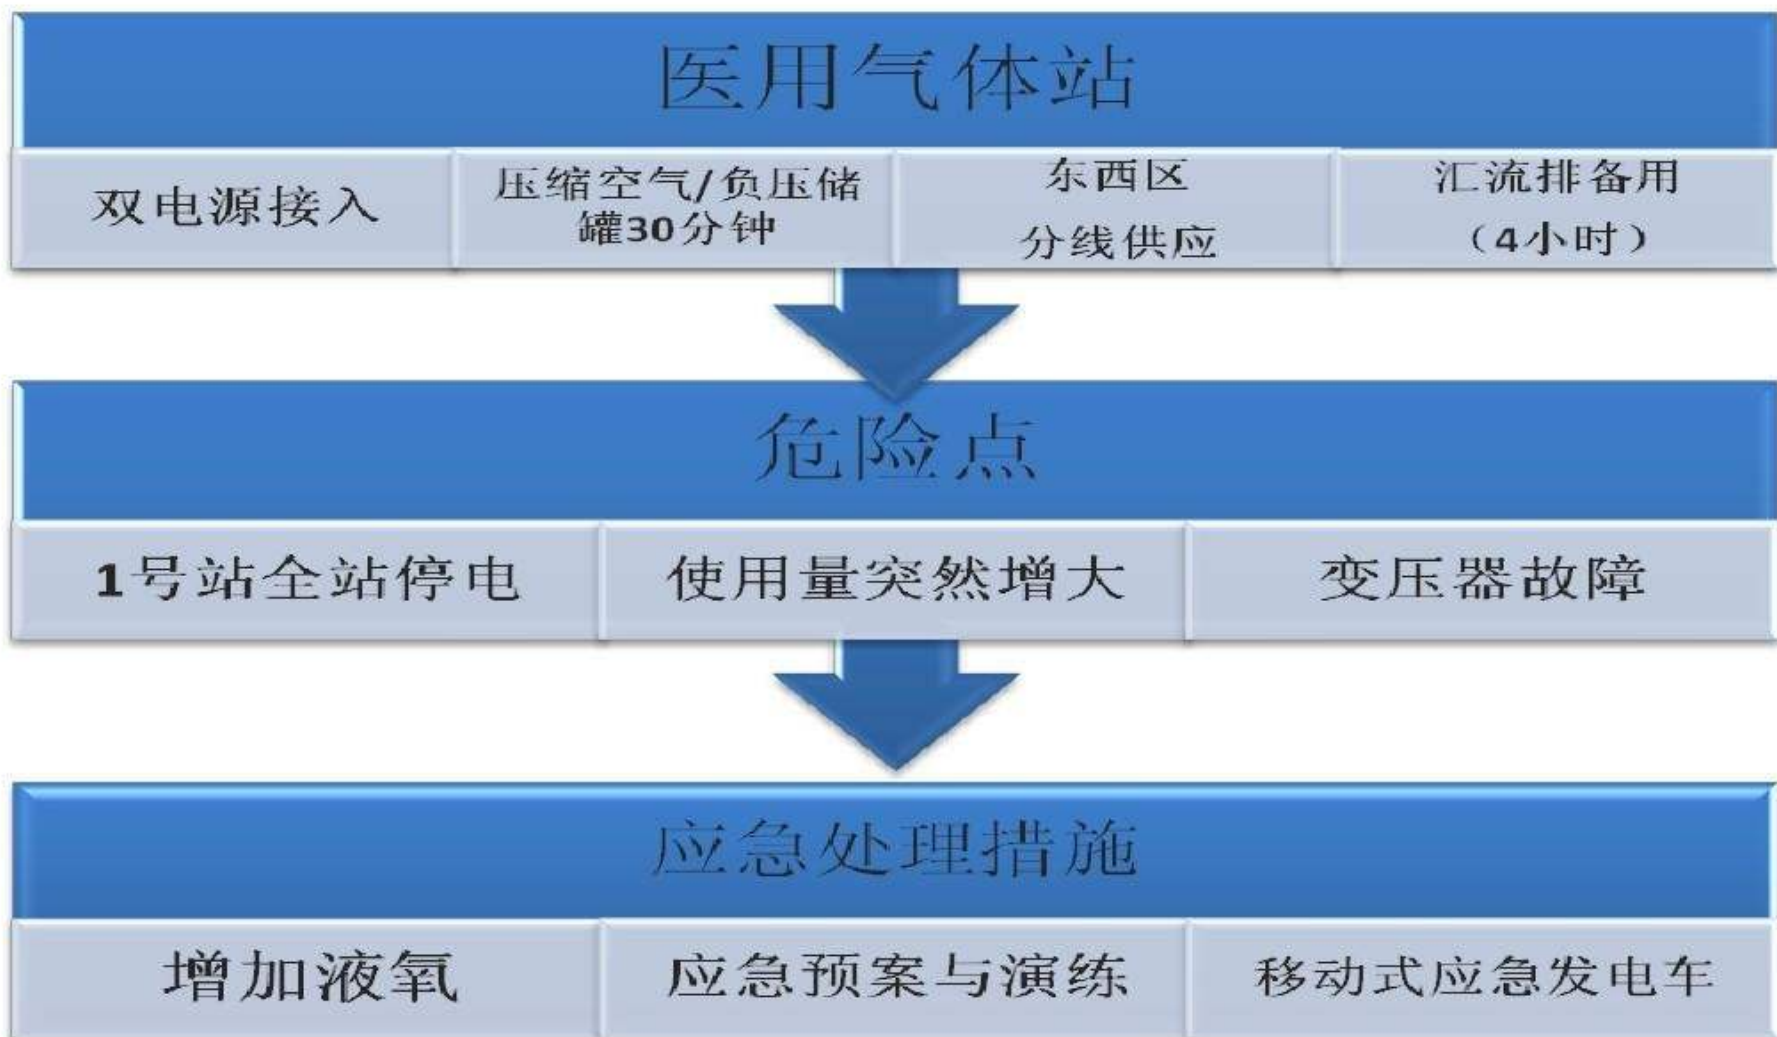 医用气体站
双电源接入
压缩空气/负压储
罐30分钟
东西区
分线供应
汇流排备用
（4小时）
危险点
1号站全站停电
使用量突然增大
变压器故障
应急处理措施
增加液氧
应急预案与演练
移动式应急发电车